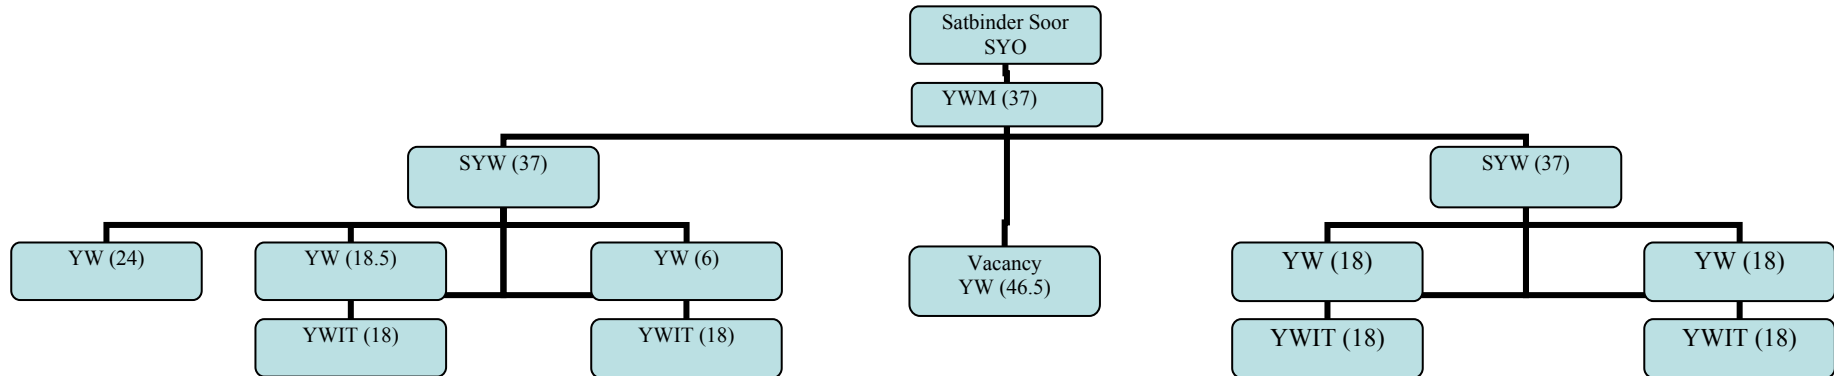 Satbinder Soor
SYO
YWM (37)
SYW (37)
SYW (37)
YW (24)
YW (18.5)
YW (6)
Vacancy
YW (46.5)
YW (18)
YW (18)
YWIT (18)
YWIT (18)
YWIT (18)
YWIT (18)